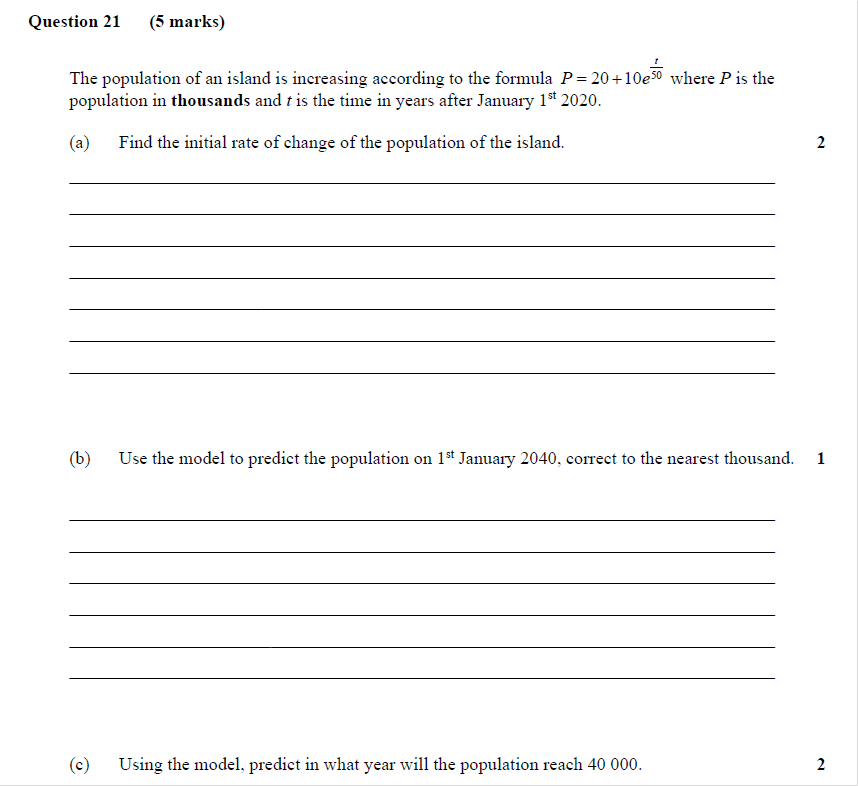 Question 21 (5 marks)
The population of an island is increasing according to the formula P = 20 + 10e^(t/50) where P is the
population in thousands and t is the time in years after January 1st 2020.
(a) Find the initial rate of change of the population of the island. 2
(b) Use the model to predict the population on 1st January 2040, correct to the nearest thousand. 1
(c) Using the model, predict in what year will the population reach 40 000. 2